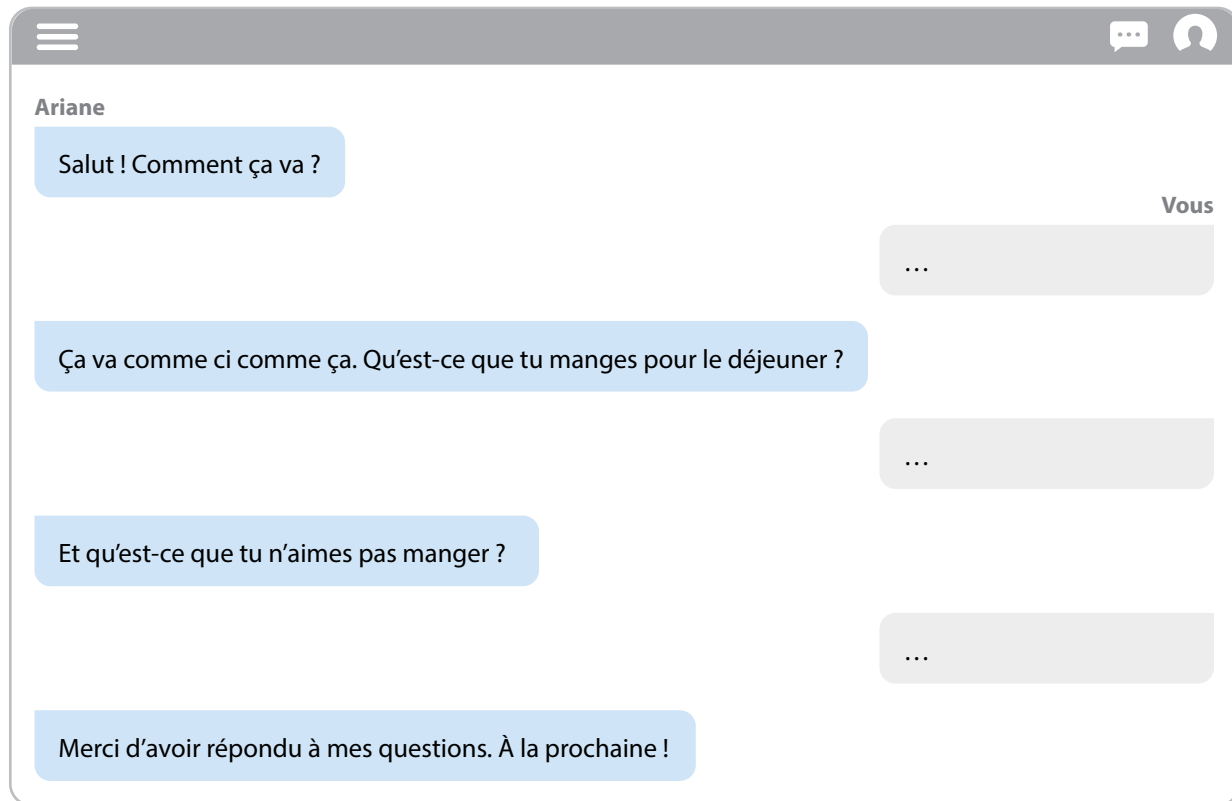 Ariane
Salut ! Comment ça va ?
Vous
…
Ça va comme ci comme ça. Qu’est-ce que tu manges pour le déjeuner ?
…
Et qu’est-ce que tu n’aimes pas manger ?
…
Merci d’avoir répondu à mes questions. À la prochaine !